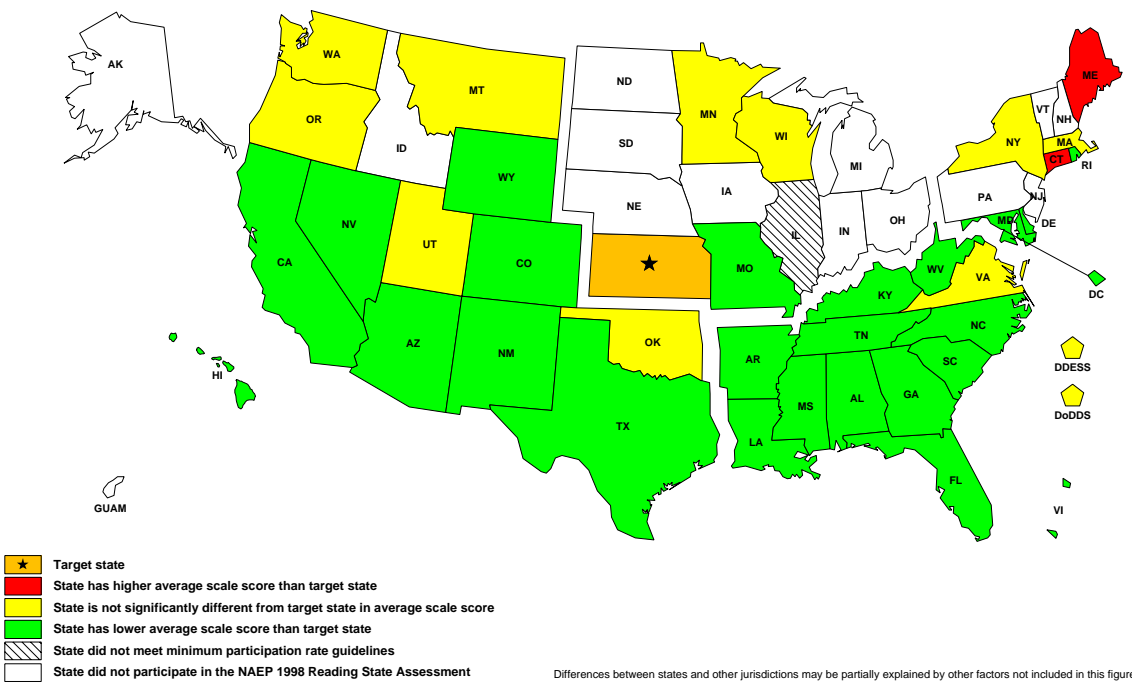 AK
WA
MT
ND
MN
ME
OR
ID
SD
WI
MI
VT
NH
NY
MA
CT
RI
WY
NE
IA
PA
NJ
NV
UT
CO
IL
IN
OH
MD
DE
CA
MO
WV
VA
DC
KY
AZ
NM
OK
AR
TN
NC
SC
HI
TX
MS
AL
GA
LA
FL
DDESS
DoDDS
GUAM
VI
Target state
State has higher average scale score than target state
State is not significantly different from target state in average scale score
State has lower average scale score than target state
State did not meet minimum participation rate guidelines
State did not participate in the NAEP 1998 Reading State Assessment
Differences between states and other jurisdictions may be partially explained by other factors not included in this figure